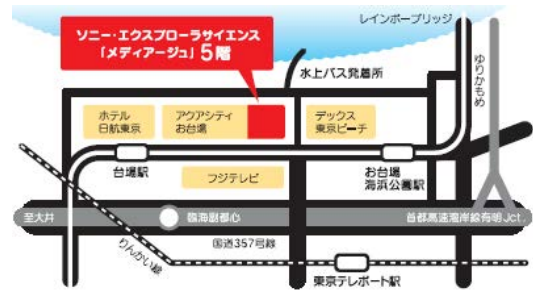 レインボーブリッジ
ソニー・エクスプローラサイエンス
「メディアージュ」5階
ゆりかもめ
水上バス発着所
ホテル
日航東京
アクアシティ
お台場
デックス
東京ビーチ
台場駅
フジテレビ
お台場
海浜公園駅
至大井
臨海副都心
首都高速湾岸線有明Jct.
りんかい線
国道357号線
東京テレポート駅